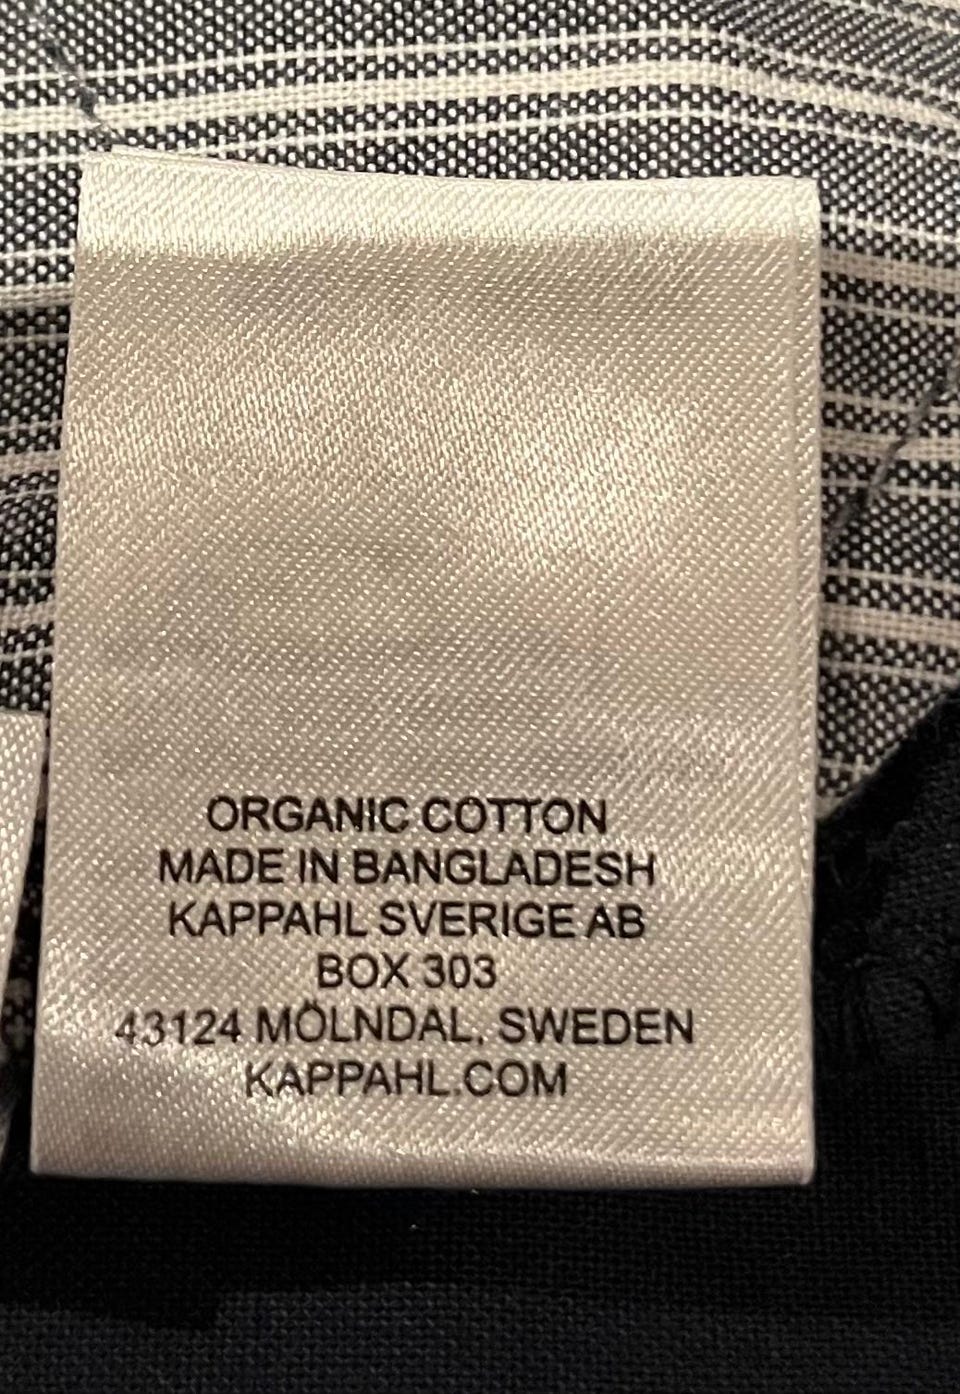 ORGANIC COTTON
MADE IN BANGLADESH
KAPPAHL SVERIGE AB
BOX 303
43124 MÖLNDAL, SWEDEN
KAPPAHL.COM